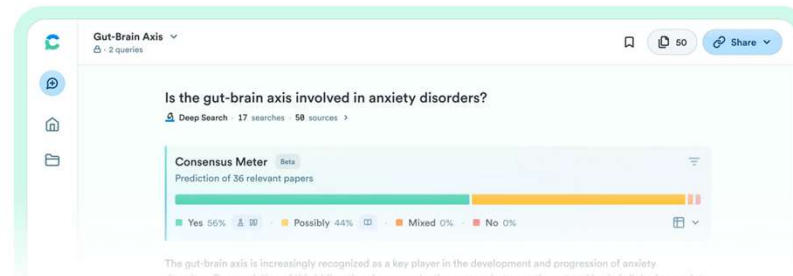 Gut-Brain Axis
2 queries
50
Share
Is the gut-brain axis involved in anxiety disorders?
Deep Search · 17 searches · 50 sources >
Consensus Meter Beta
Prediction of 36 relevant papers
Yes 56% · Possibly 44% · Mixed 0% · No 0%
The gut-brain axis is increasingly recognized as a key player in the development and progression of anxiety